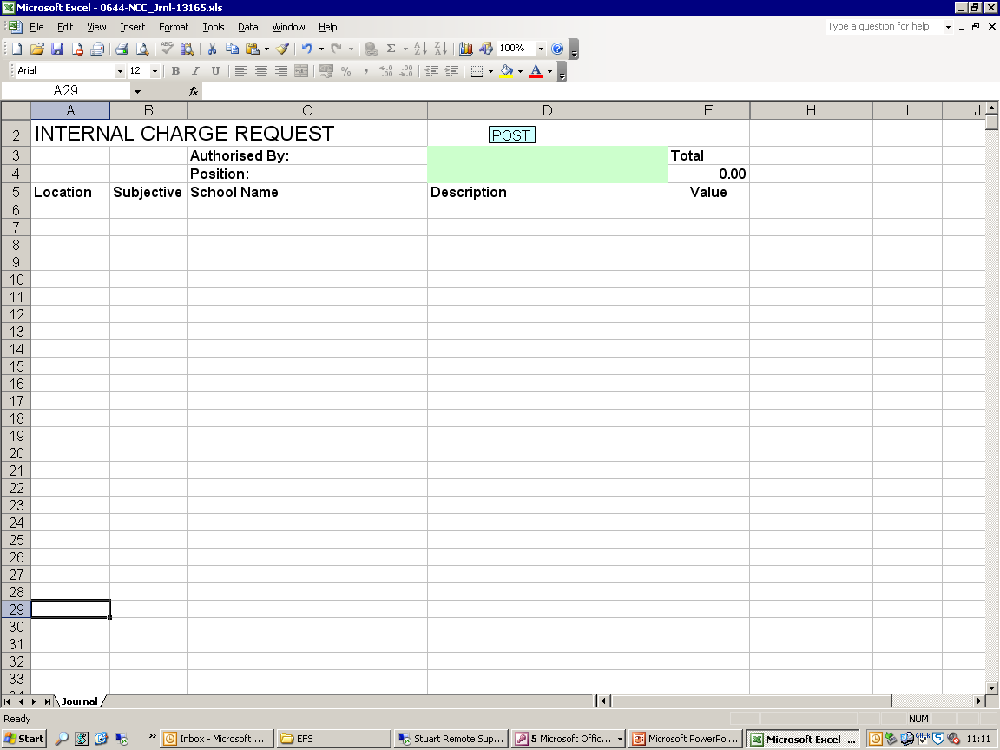 Microsoft Excel - 0644-NCC_Jrnl-13165.xls
File Edit View Insert Format Tools Data Window Help
Type a question for help
100%
Arial 12 B I U %
A29 fx
A B C D E H I J
2 INTERNAL CHARGE REQUEST POST
3 Authorised By: Total
4 Position: 0.00
5 Location Subjective School Name Description Value
6
7
8
9
10
11
12
13
14
15
16
17
18
19
20
21
22
23
24
25
26
27
28
29
30
31
32
33
Journal
Ready NUM
Start Inbox - Microsoft ... EFS Stuart Remote Sup... 5 Microsoft Offic... Microsoft PowerPoi... Microsoft Excel -... Click 11:11